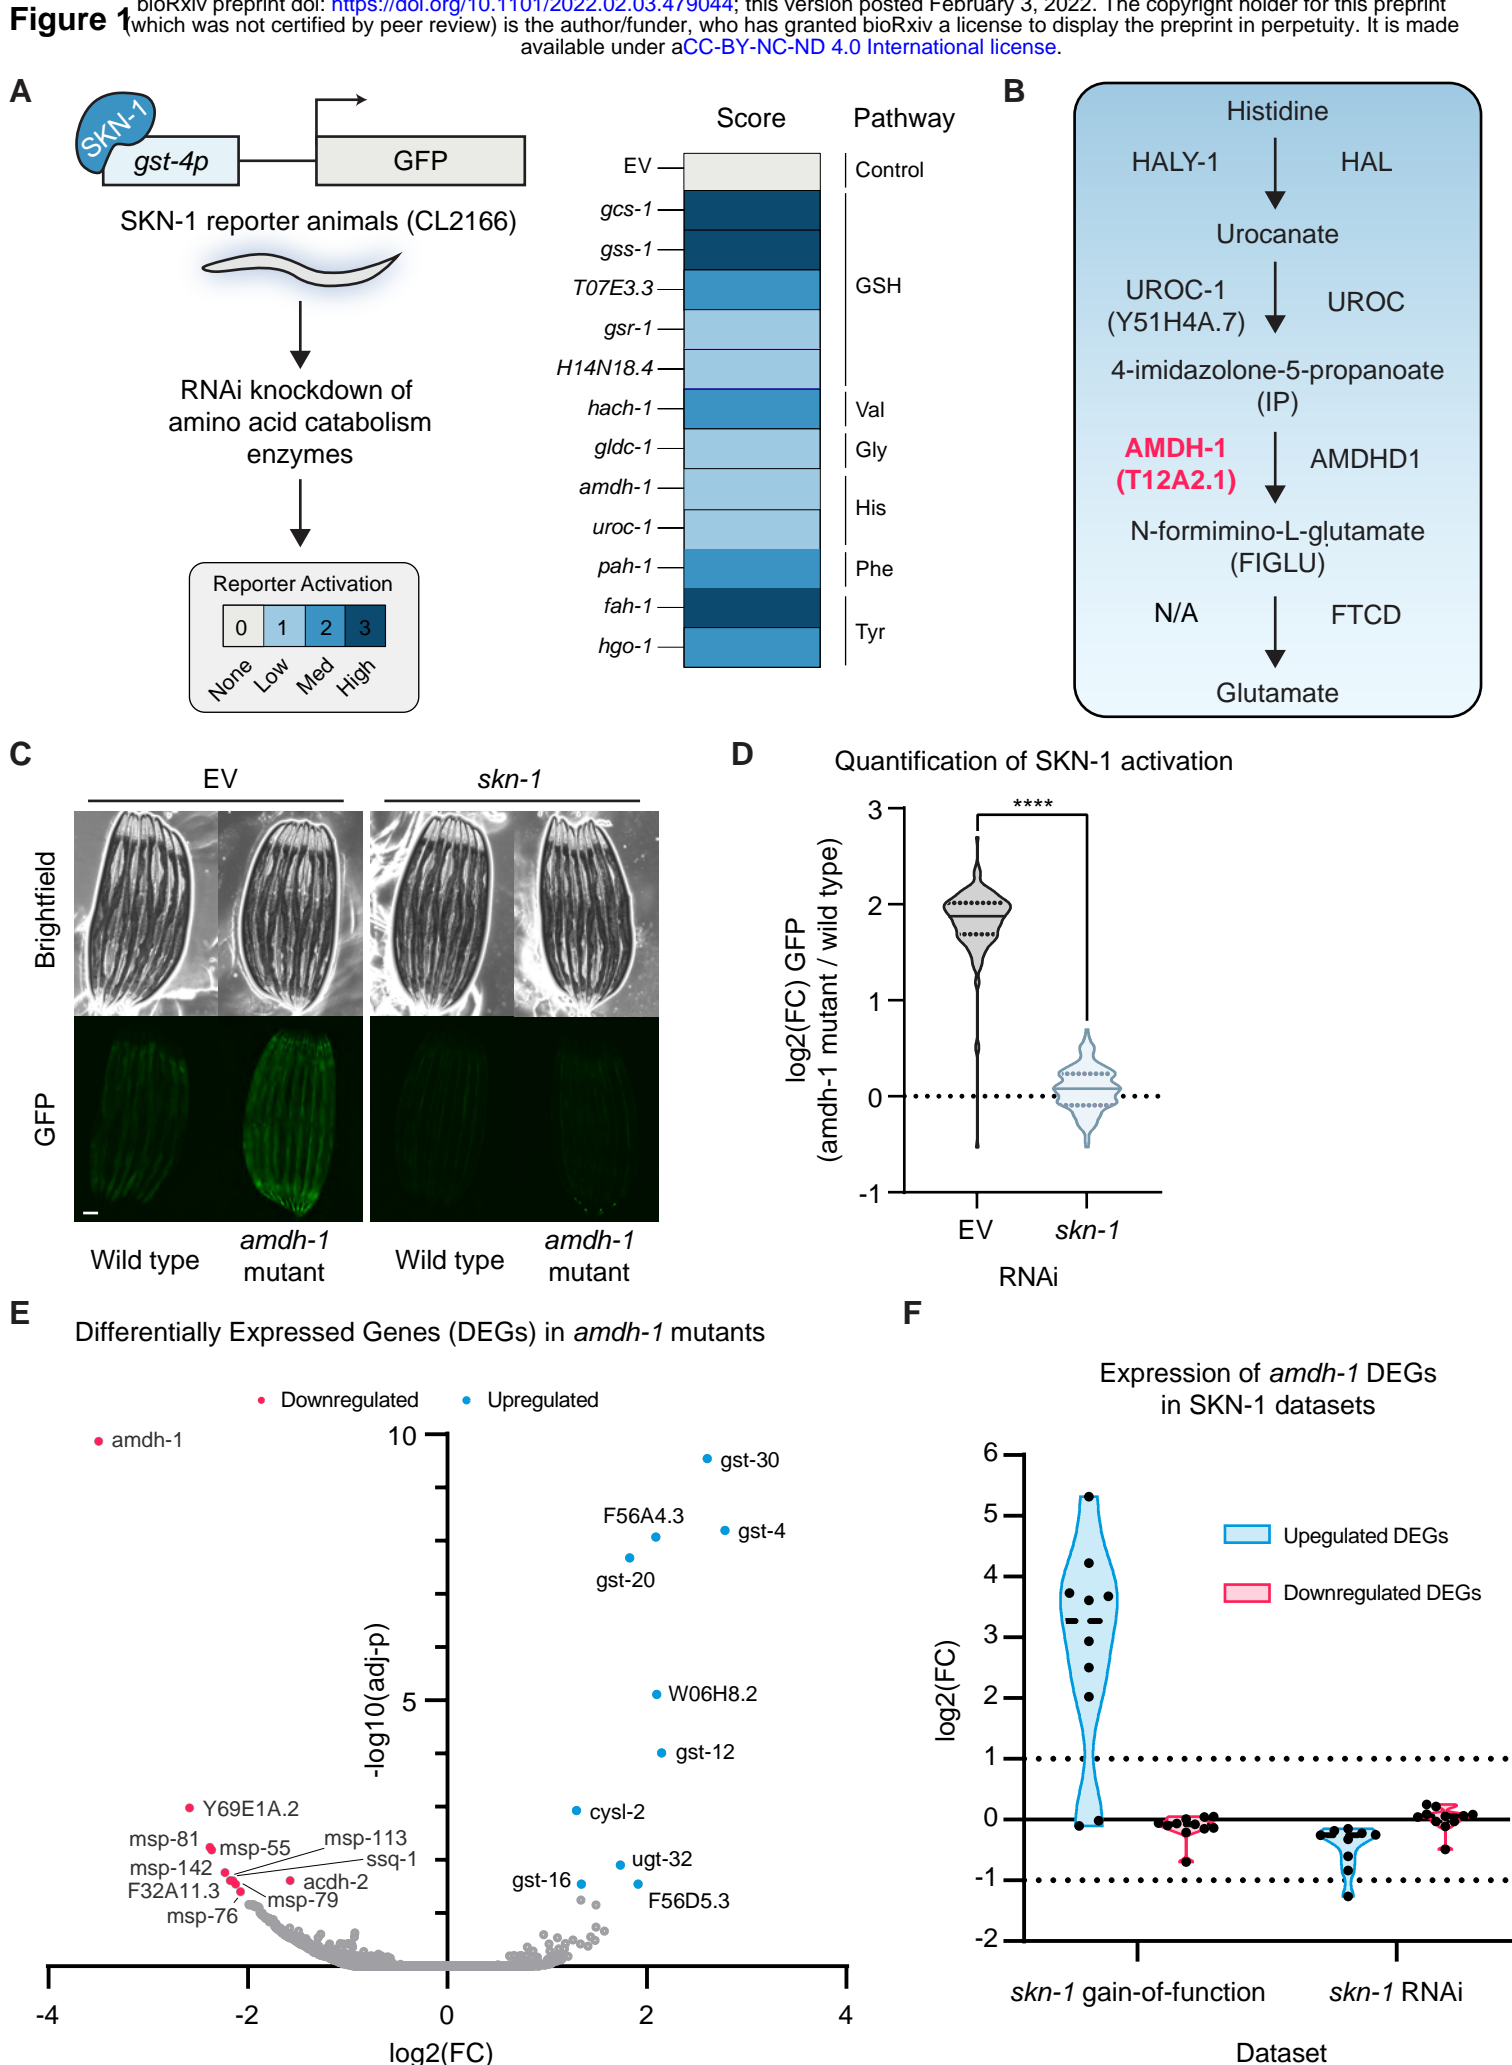 bioRxiv preprint doi: https://doi.org/10.1101/2022.02.03.479044; this version posted February 3, 2022. The copyright holder for this preprint
Figure 1
(which was not certified by peer review) is the author/funder, who has granted bioRxiv a license to display the preprint in perpetuity. It is made
available under aCC-BY-NC-ND 4.0 International license.
A
SKN-1
gst-4p
GFP
SKN-1 reporter animals (CL2166)
RNAi knockdown of
amino acid catabolism
enzymes
Reporter Activation
0 1 2 3
None Low Med High
Score Pathway
EV Control
gcs-1
gss-1
T07E3.3 GSH
gsr-1
H14N18.4
hach-1 Val
gldc-1 Gly
amdh-1 His
uroc-1
pah-1 Phe
fah-1 Tyr
hgo-1
B
Histidine
HALY-1 HAL
Urocanate
UROC-1
(Y51H4A.7)
UROC
4-imidazolone-5-propanoate
(IP)
AMDH-1
(T12A2.1)
AMDHD1
N-formimino-L-glutamate
(FIGLU)
N/A FTCD
Glutamate
C
EV skn-1
Brightfield
GFP
Wild type
amdh-1
mutant
Wild type
amdh-1
mutant
D
Quantification of SKN-1 activation
****
log2(FC) GFP
(amdh-1 mutant / wild type)
3
2
1
0
-1
EV skn-1
RNAi
E
Differentially Expressed Genes (DEGs) in amdh-1 mutants
Downregulated Upregulated
amdh-1
10
gst-30
F56A4.3
gst-4
gst-20
-log10(adj-p)
5
W06H8.2
gst-12
cysl-2
Y69E1A.2
msp-81
msp-55
msp-113
ssq-1
msp-142
F32A11.3
acdh-2
msp-79
msp-76
ugt-32
gst-16
F56D5.3
-4 -2 0 2 4
log2(FC)
F
Expression of amdh-1 DEGs
in SKN-1 datasets
Upegulated DEGs
Downregulated DEGs
log2(FC)
6
5
4
3
2
1
0
-1
-2
skn-1 gain-of-function skn-1 RNAi
Dataset